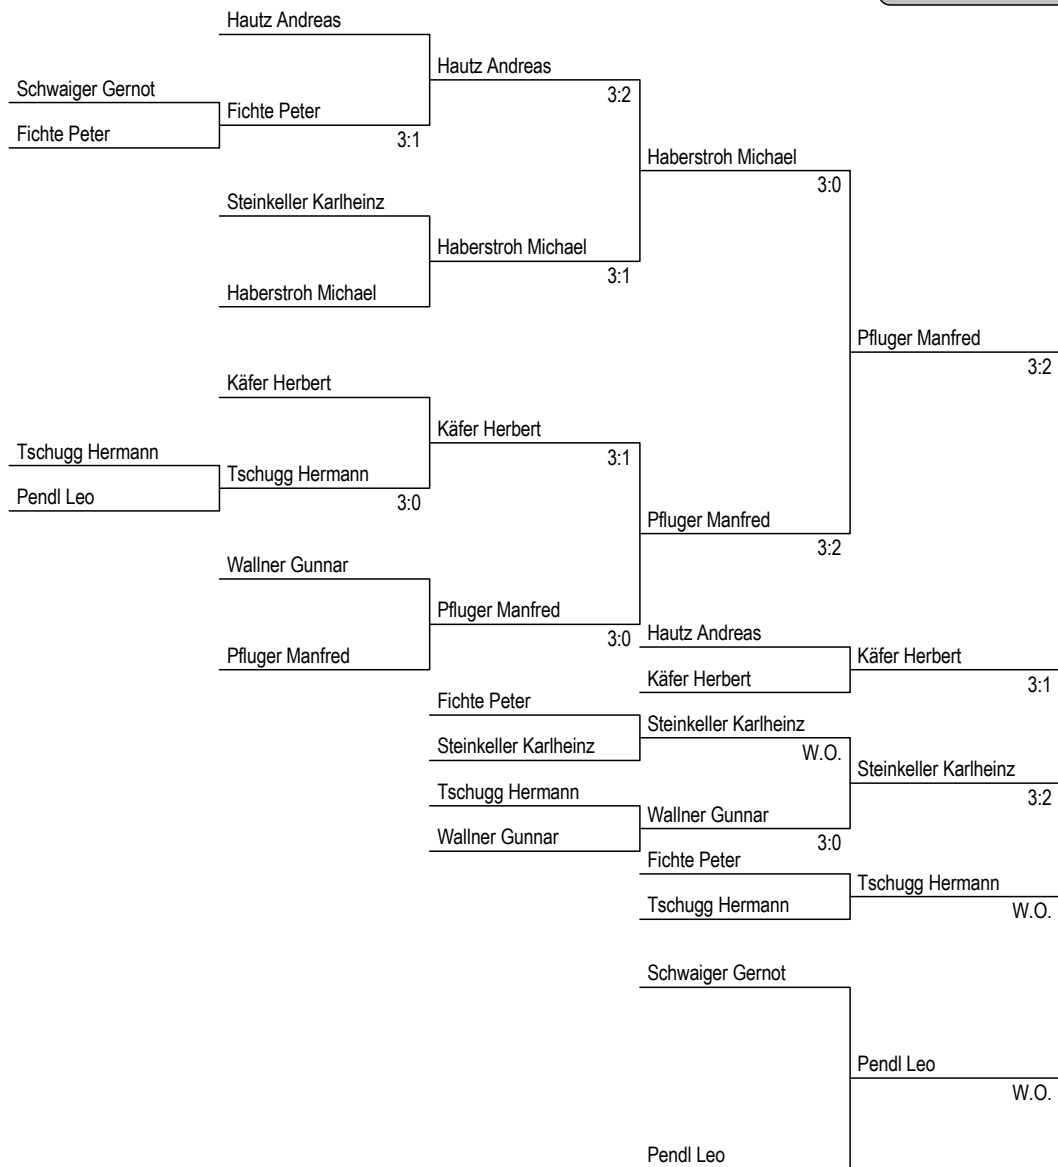 Hautz Andreas
Hautz Andreas
Schwaiger Gernot
3:2
Fichte Peter
Fichte Peter
3:1
Haberstroh Michael
3:0
Steinkeller Karlheinz
Haberstroh Michael
3:1
Haberstroh Michael
Pfluger Manfred
3:2
Käfer Herbert
Käfer Herbert
Tschugg Hermann
3:1
Tschugg Hermann
Pendl Leo
3:0
Pfluger Manfred
3:2
Wallner Gunnar
Pfluger Manfred
3:0
Hautz Andreas
Pfluger Manfred
Käfer Herbert
Käfer Herbert
3:1
Fichte Peter
Steinkeller Karlheinz
Steinkeller Karlheinz
W.O.
Steinkeller Karlheinz
Tschugg Hermann
3:2
Wallner Gunnar
Wallner Gunnar
3:0
Fichte Peter
Tschugg Hermann
Tschugg Hermann
W.O.
Schwaiger Gernot
Pendl Leo
W.O.
Pendl Leo